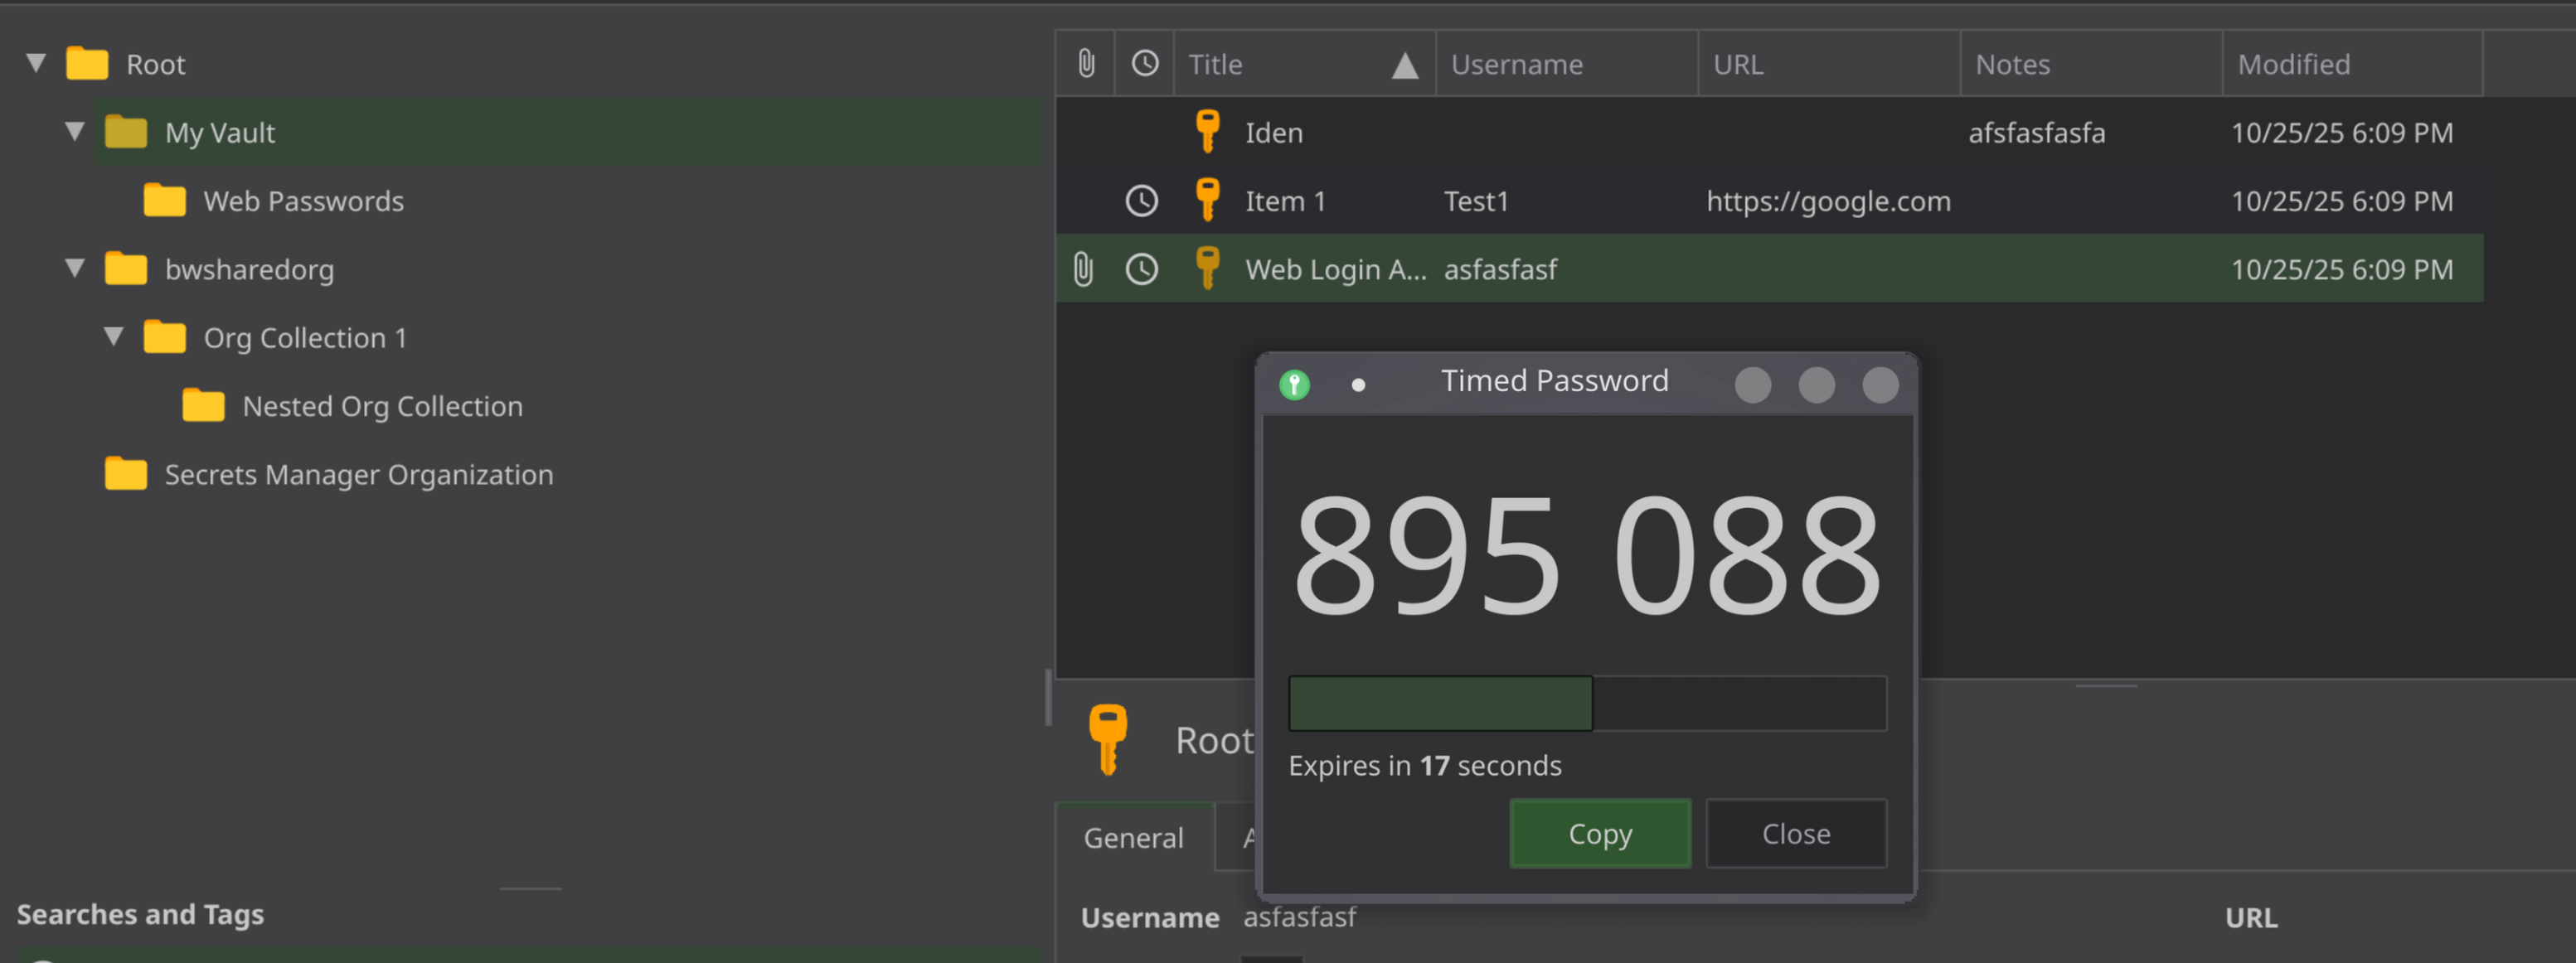 Root
My Vault
Web Passwords
bwsharedorg
Org Collection 1
Nested Org Collection
Secrets Manager Organization
Searches and Tags
Title Username URL Notes Modified
Iden afsfasfasfa 10/25/25 6:09 PM
Item 1 Test1 https://google.com 10/25/25 6:09 PM
Web Login A... asfasfasf 10/25/25 6:09 PM
Timed Password
895 088
Expires in 17 seconds
Copy Close
Root
General A
Username asfasfasf URL